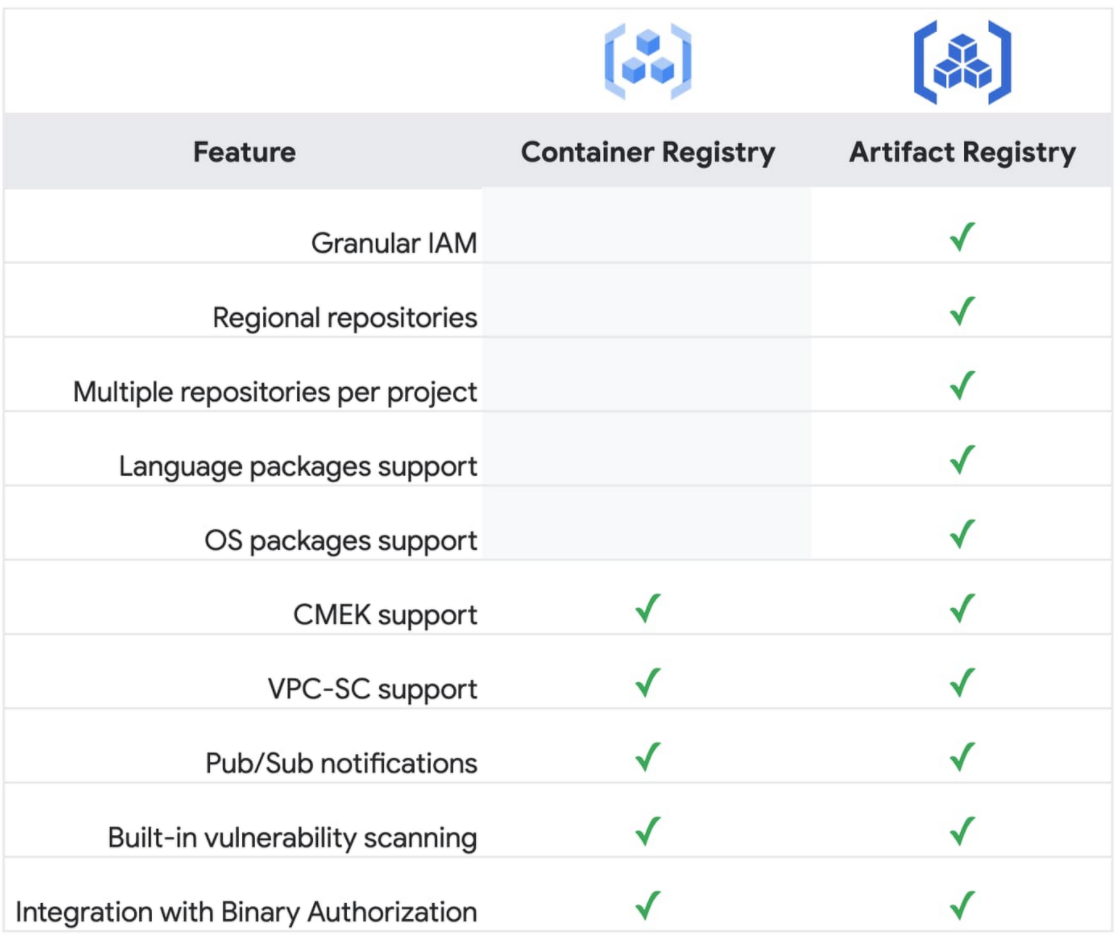 Feature Container Registry Artifact Registry
Granular IAM ✓
Regional repositories ✓
Multiple repositories per project ✓
Language packages support ✓
OS packages support ✓
CMEK support ✓ ✓
VPC-SC support ✓ ✓
Pub/Sub notifications ✓ ✓
Built-in vulnerability scanning ✓ ✓
Integration with Binary Authorization ✓ ✓